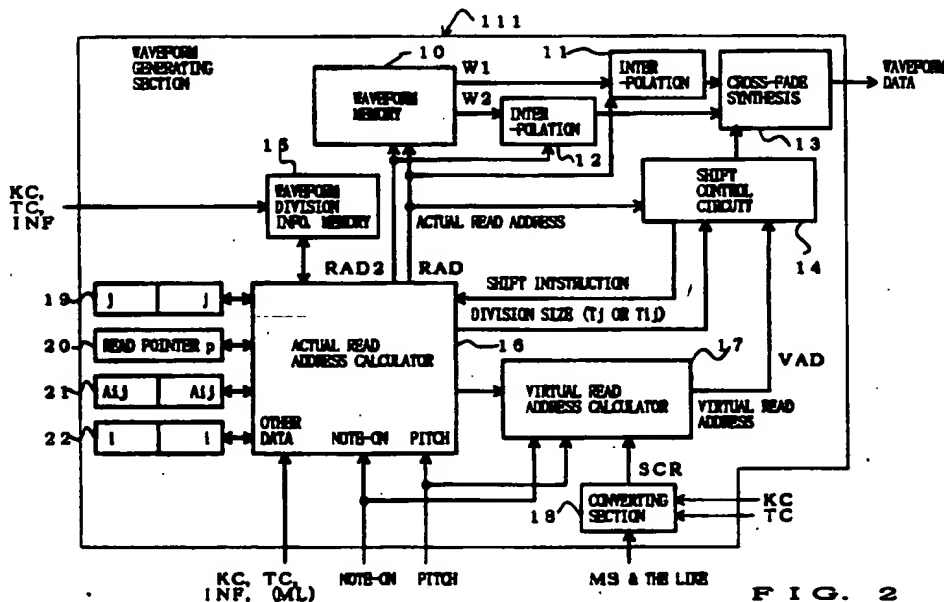 111
WAVEFORM
GENERATING
SECTION
10
W1
W2
WAVEFORM
MEMORY
11
INTER
-POLATION
INTER
-POLATION
12
CROSS-FADE
SYNTHESIS
13
WAVEFORM
DATA
15
KC,
TC,
INF
WAVEFORM
DIVISION
INFO. MEMORY
SHIFT
CONTROL
CIRCUIT
14
ACTUAL READ ADDRESS
RAD2
RAD
SHIFT INTSTRUCTION
DIVISION SIZE (Tj OR Tij)
19
j
j
20
READ POINTER p
21
Aij
Aij
22
i
i
ACTUAL READ
ADDRESS CALCULATOR
16
OTHER
DATA
NOTE-ON
PITCH
17
VIRTUAL READ
ADDRESS CALCULATOR
VAD
VIRTUAL READ
ADDRESS
SCR
18
CONVERTING
SECTION
KC
TC
KC, TC,
INF, (ML)
NOTE-ON
PITCH
MS & THE LIKE
FIG. 2